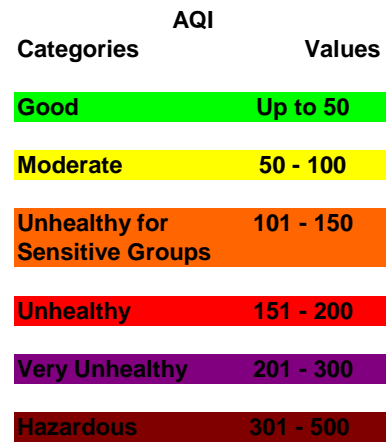 AQI
Categories Values
Good Up to 50
Moderate 50 - 100
Unhealthy for 101 - 150
Sensitive Groups
Unhealthy 151 - 200
Very Unhealthy 201 - 300
Hazardous 301 - 500